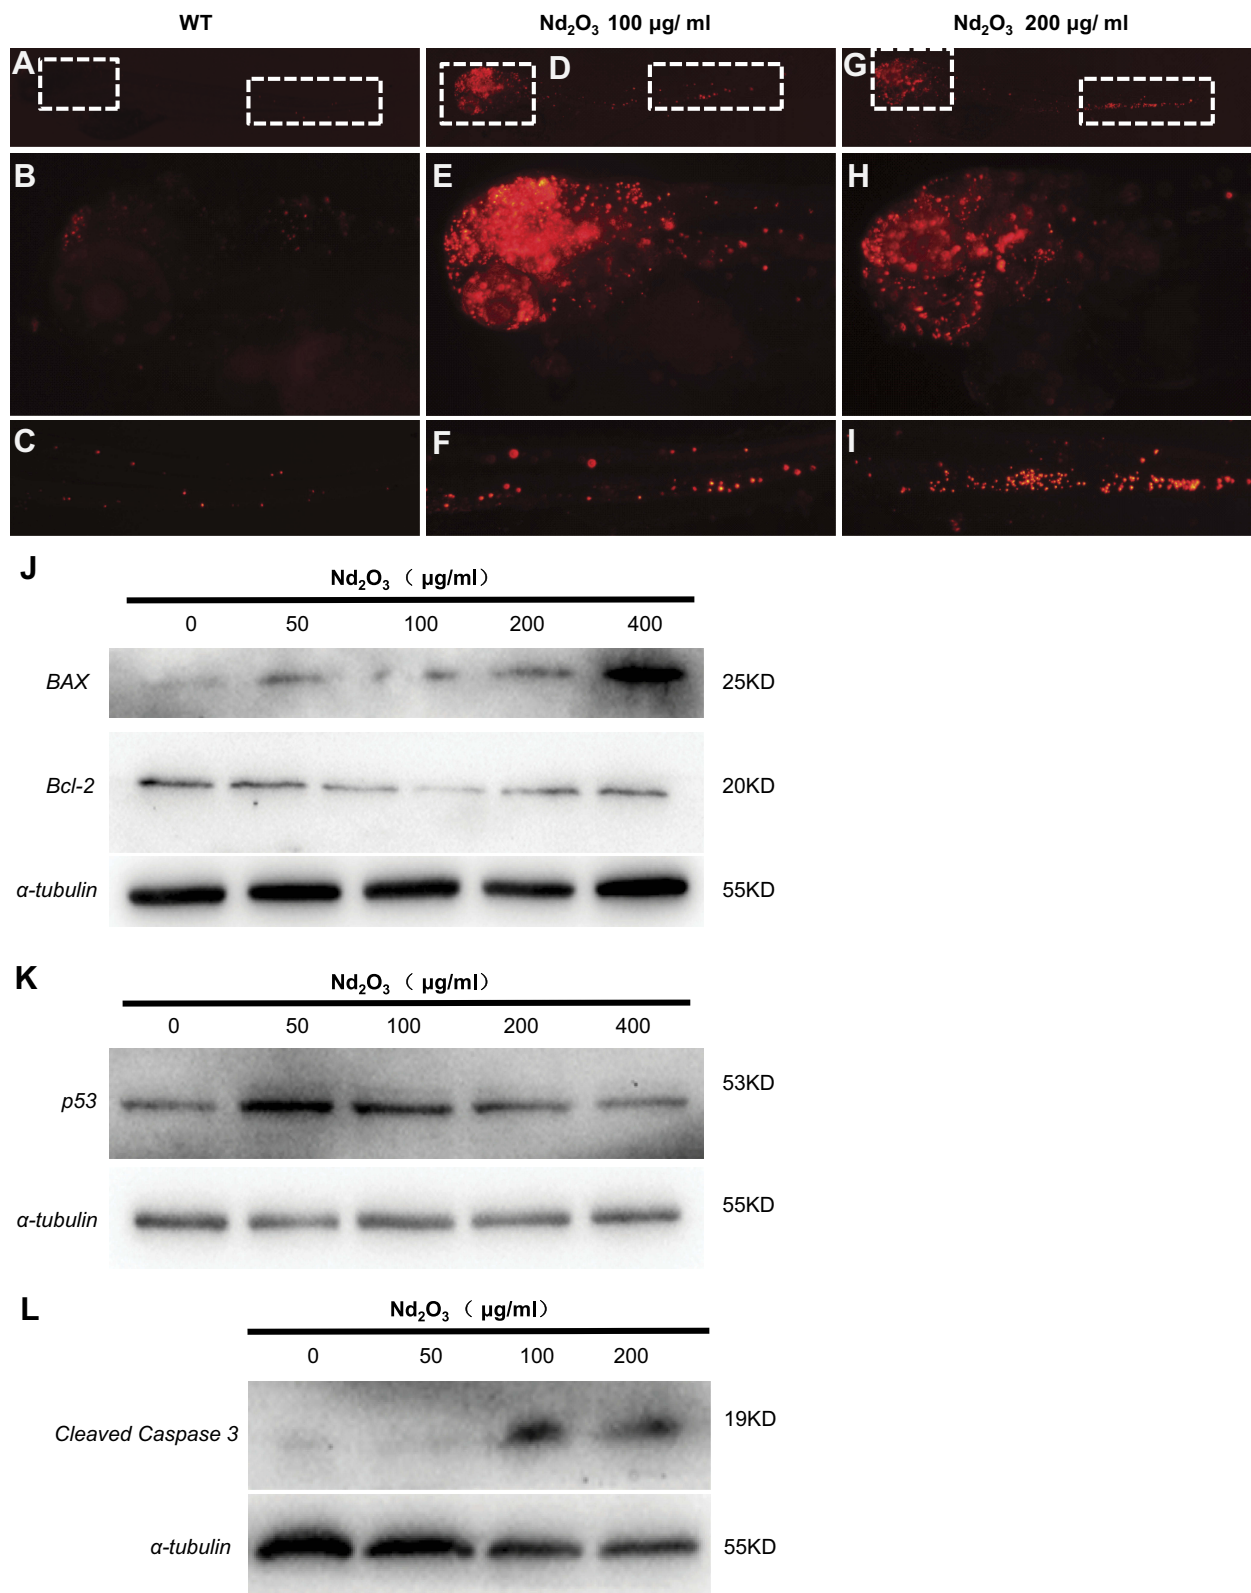 WT
Nd₂O₃ 100 µg/ ml
Nd₂O₃ 200 µg/ ml
A
D
G
B
E
H
C
F
I
J
Nd₂O₃ （ µg/ml）
0 50 100 200 400
BAX 25KD
Bcl-2 20KD
α-tubulin 55KD
K
Nd₂O₃ （ µg/ml）
0 50 100 200 400
p53 53KD
α-tubulin 55KD
L
Nd₂O₃ （ µg/ml）
0 50 100 200
Cleaved Caspase 3 19KD
α-tubulin 55KD